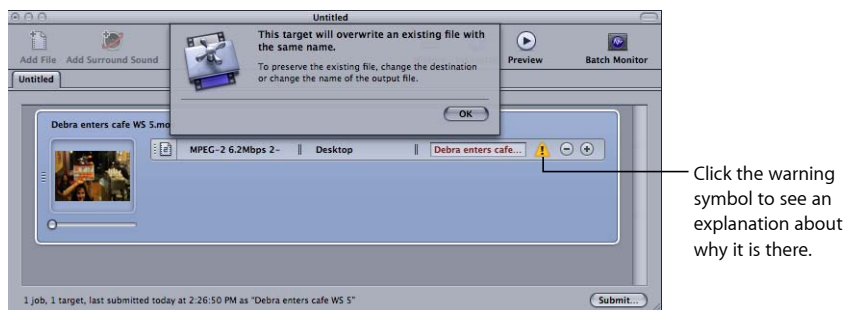 Untitled
This target will overwrite an existing file with
the same name.
To preserve the existing file, change the destination
or change the name of the output file.
OK
Add File Add Surround Sound
Preview
Batch Monitor
Untitled
Debra enters cafe WS 5.mo
MPEG-2 6.2Mbps 2-
Desktop
Debra enters cafe...
Click the warning
symbol to see an
explanation about
why it is there.
1 job, 1 target, last submitted today at 2:26:50 PM as "Debra enters cafe WS 5"
Submit...